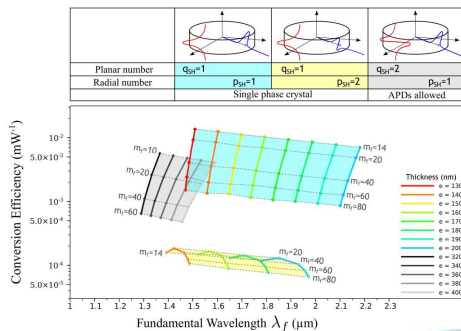 Planar number q_SH=1 q_SH=1 q_SH=2
Radial number p_SH=1 p_SH=2 p_SH=1
Single phase crystal APDs allowed
Conversion Efficiency (mW⁻¹)
10⁻²
5.0×10⁻³
10⁻³
5.0×10⁻⁴
10⁻⁴
5.0×10⁻⁵
m_f=10
m_f=20
m_f=40
m_f=60
m_f=14
m_f=20
m_f=40
m_f=60
m_f=80
m_f=14
m_f=20
m_f=40
m_f=60
m_f=80
Thickness (nm)
e = 130
e = 140
e = 150
e = 160
e = 170
e = 180
e = 190
e = 200
e = 320
e = 340
e = 360
e = 380
e = 400
1 1.1 1.2 1.3 1.4 1.5 1.6 1.7 1.8 1.9 2.0 2.1 2.2 2.3
Fundamental Wavelength λ_f (μm)